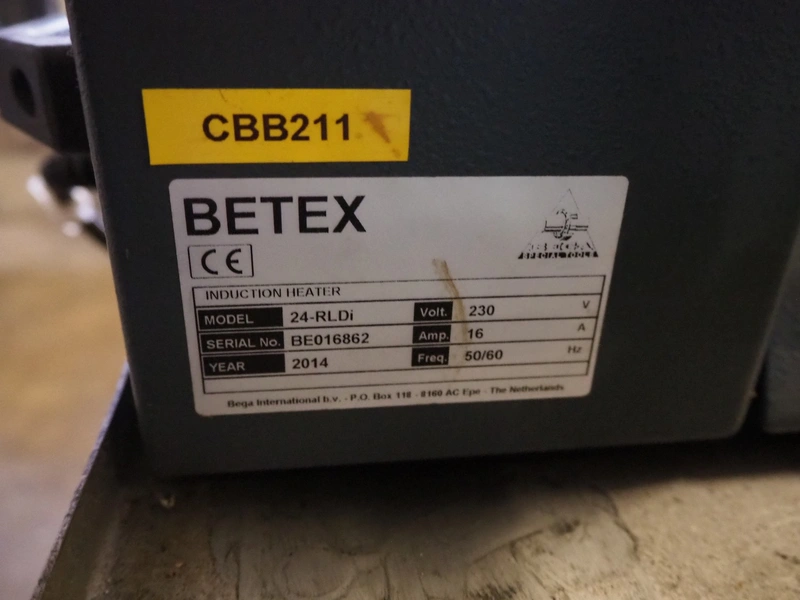 CBB211
BETEX
BEGA
SPECIAL TOOLS
CE
INDUCTION HEATER
MODEL 24-RLDi Volt. 230 V
SERIAL No. BE016862 Amp. 16 A
YEAR 2014 Freq. 50/60 Hz
Bega International b.v. - P.O. Box 118 - 8160 AC Epe - The Netherlands